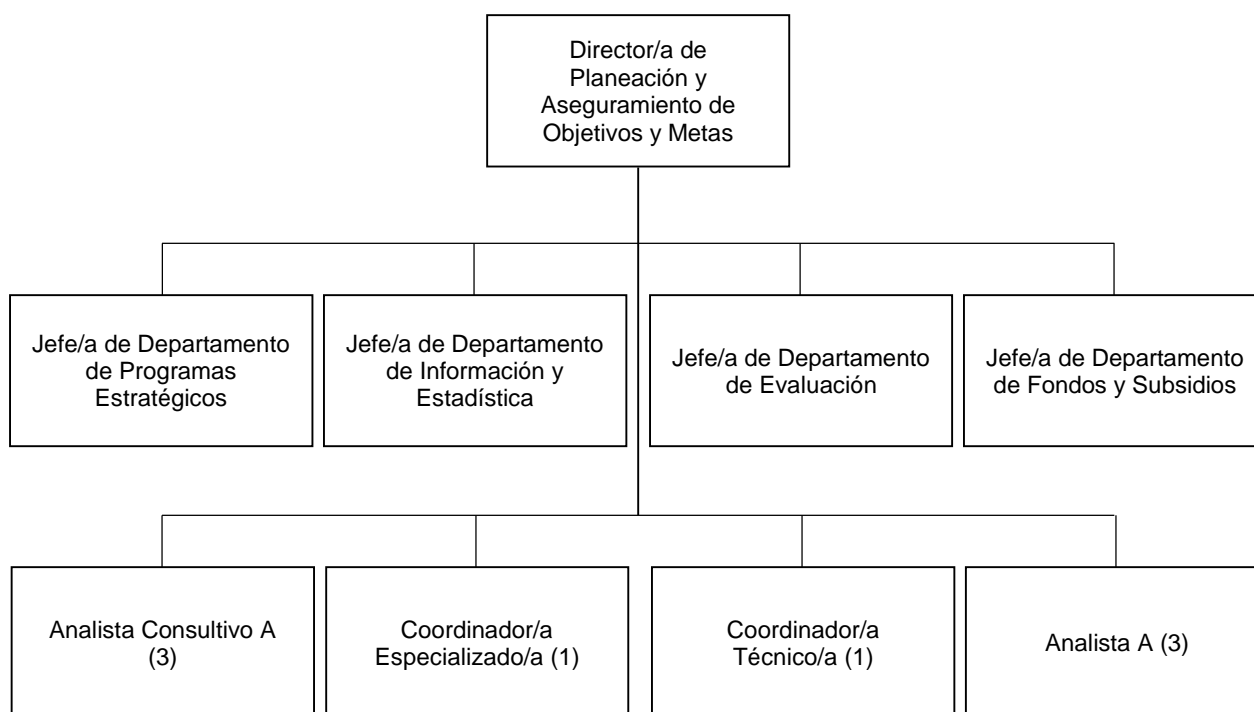 Director/a de
Planeación y
Aseguramiento de
Objetivos y Metas
Jefe/a de Departamento
de Programas
Estratégicos
Jefe/a de Departamento
de Información y
Estadística
Jefe/a de Departamento
de Evaluación
Jefe/a de Departamento
de Fondos y Subsidios
Analista Consultivo A
(3)
Coordinador/a
Especializado/a (1)
Coordinador/a
Técnico/a (1)
Analista A (3)